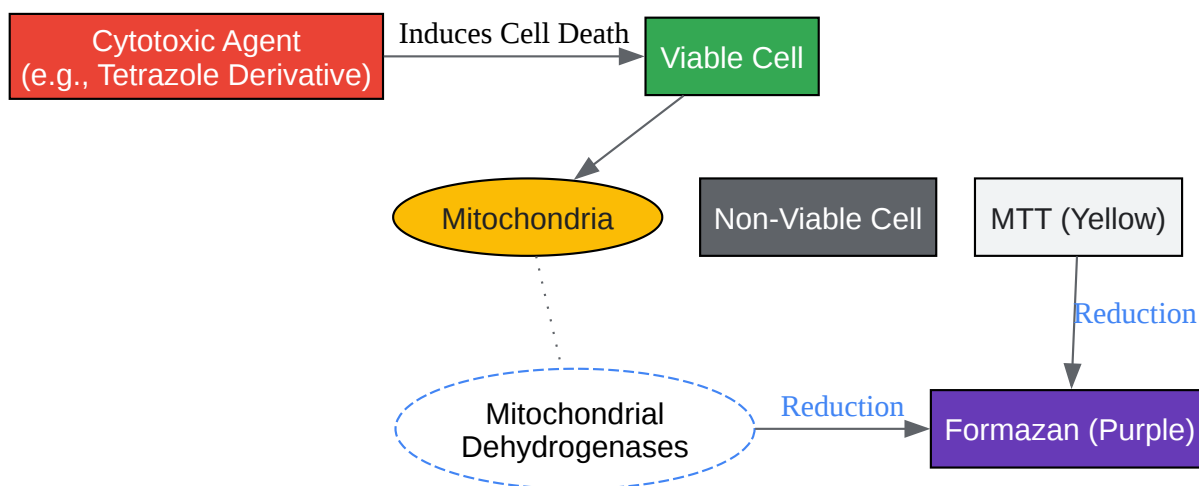 Cytotoxic Agent
(e.g., Tetrazole Derivative)
Induces Cell Death
Viable Cell
Mitochondria
Non-Viable Cell
MTT (Yellow)
Reduction
Mitochondrial
Dehydrogenases
Reduction
Formazan (Purple)